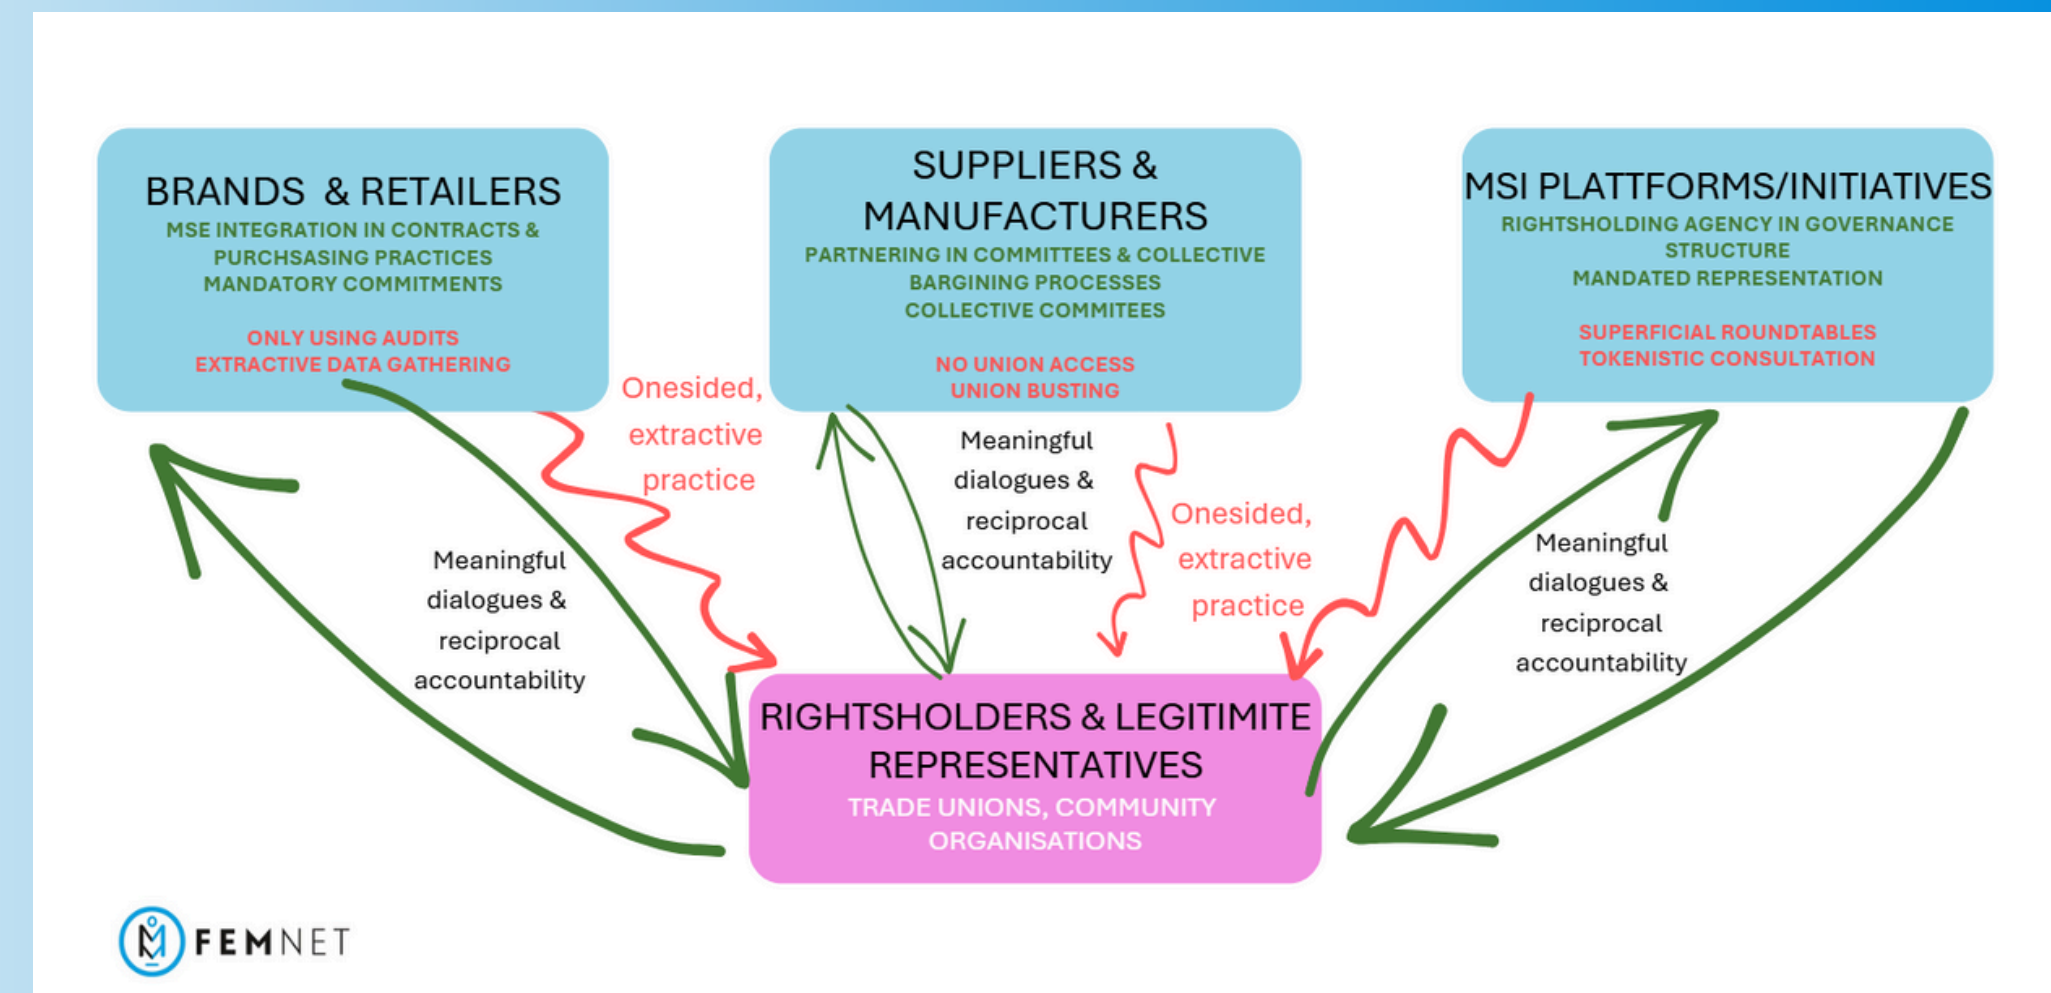 BRANDS & RETAILERS
MSE INTEGRATION IN CONTRACTS &
PURCHSASING PRACTICES
MANDATORY COMMITMENTS
ONLY USING AUDITS
EXTRACTIVE DATA GATHERING
SUPPLIERS &
MANUFACTURERS
PARTNERING IN COMMITTEES & COLLECTIVE
BARGINING PROCESSES
COLLECTIVE COMMITEES
NO UNION ACCESS
UNION BUSTING
MSI PLATTFORMS/INITIATIVES
RIGHTSHOLDING AGENCY IN GOVERNANCE
STRUCTURE
MANDATED REPRESENTATION
SUPERFICIAL ROUNDTABLES
TOKENISTIC CONSULTATION
Onesided,
extractive
practice
Meaningful
dialogues &
reciprocal
accountability
Meaningful
dialogues &
reciprocal
accountability
Onesided,
extractive
practice
Meaningful
dialogues &
reciprocal
accountability
RIGHTSHOLDERS & LEGITIMITE
REPRESENTATIVES
TRADE UNIONS, COMMUNITY
ORGANISATIONS
FEMNET